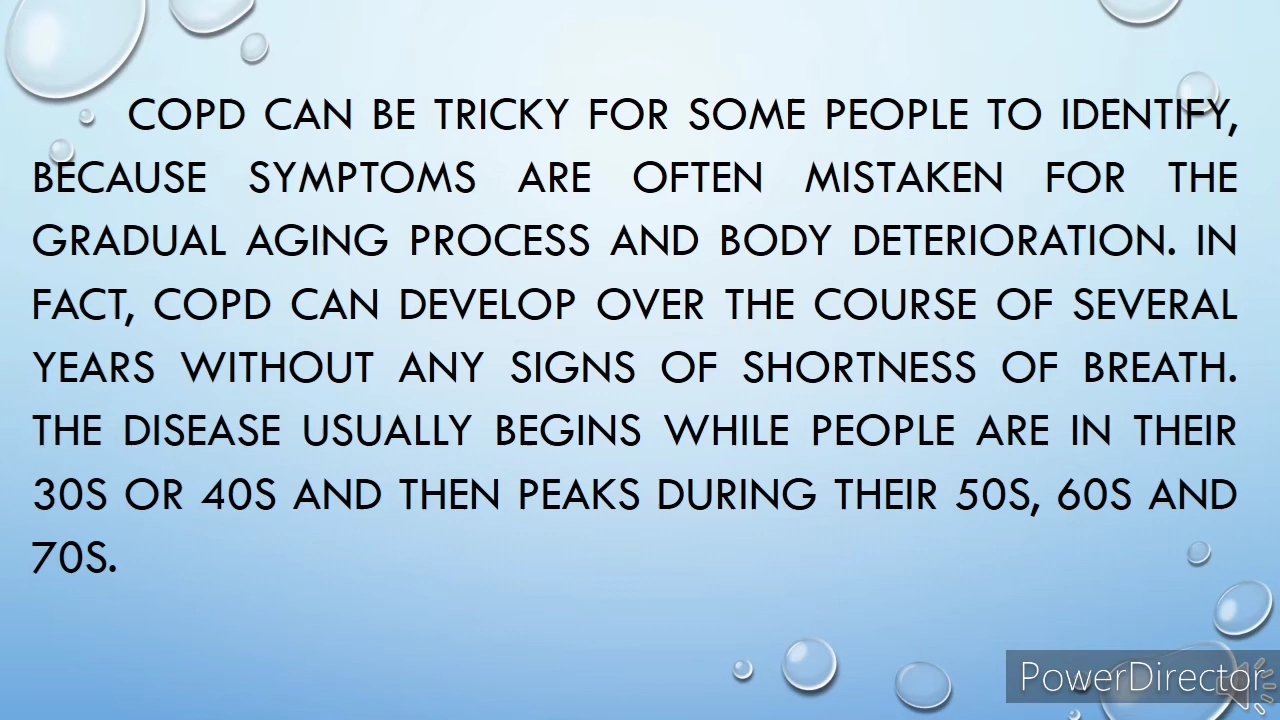 COPD CAN BE TRICKY FOR SOME PEOPLE TO IDENTIFY,
BECAUSE SYMPTOMS ARE OFTEN MISTAKEN FOR THE
GRADUAL AGING PROCESS AND BODY DETERIORATION. IN
FACT, COPD CAN DEVELOP OVER THE COURSE OF SEVERAL
YEARS WITHOUT ANY SIGNS OF SHORTNESS OF BREATH.
THE DISEASE USUALLY BEGINS WHILE PEOPLE ARE IN THEIR
30S OR 40S AND THEN PEAKS DURING THEIR 50S, 60S AND
70S.
PowerDirector